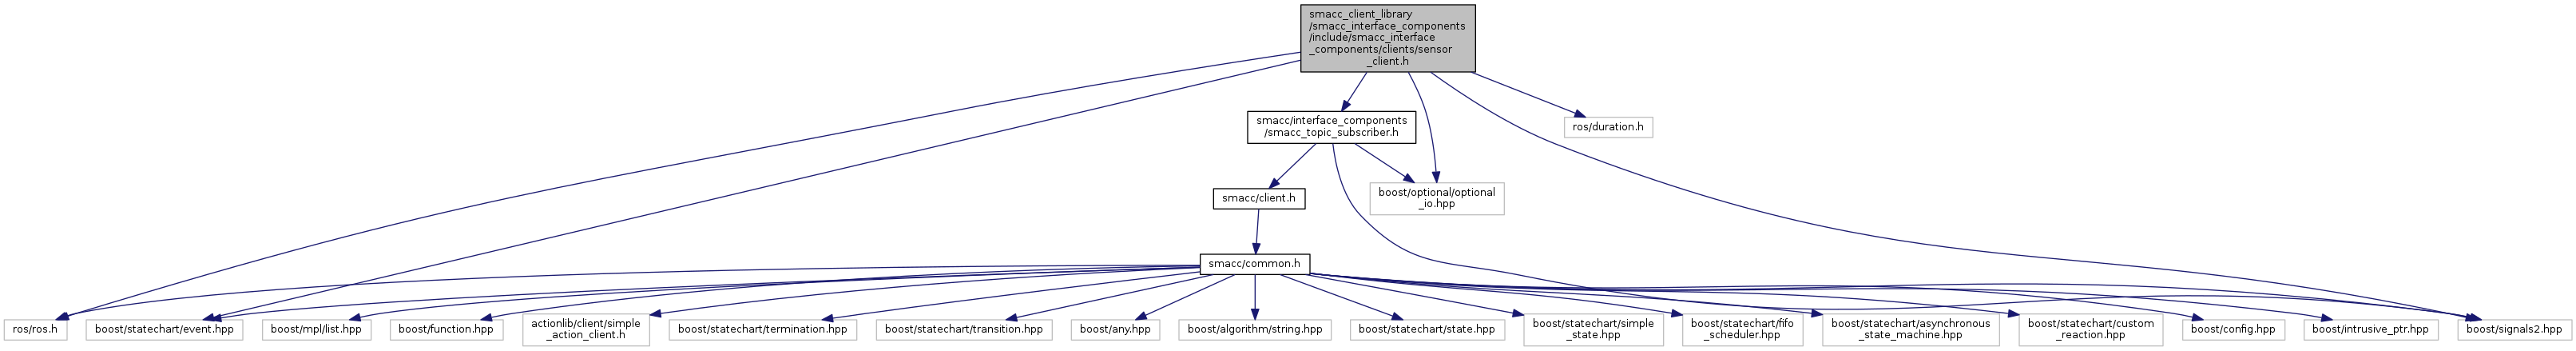 smacc_client_library
/smacc_interface_components
/include/smacc_interface
_components/clients/sensor
_client.h
smacc/interface_components
/smacc_topic_subscriber.h
ros/duration.h
boost/optional/optional
_io.hpp
smacc/client.h
smacc/common.h
ros/ros.h
boost/statechart/event.hpp
boost/mpl/list.hpp
boost/function.hpp
actionlib/client/simple
_action_client.h
boost/statechart/termination.hpp
boost/statechart/transition.hpp
boost/any.hpp
boost/algorithm/string.hpp
boost/statechart/state.hpp
boost/statechart/simple
_state.hpp
boost/statechart/fifo
_scheduler.hpp
boost/statechart/asynchronous
_state_machine.hpp
boost/statechart/custom
_reaction.hpp
boost/config.hpp
boost/intrusive_ptr.hpp
boost/signals2.hpp